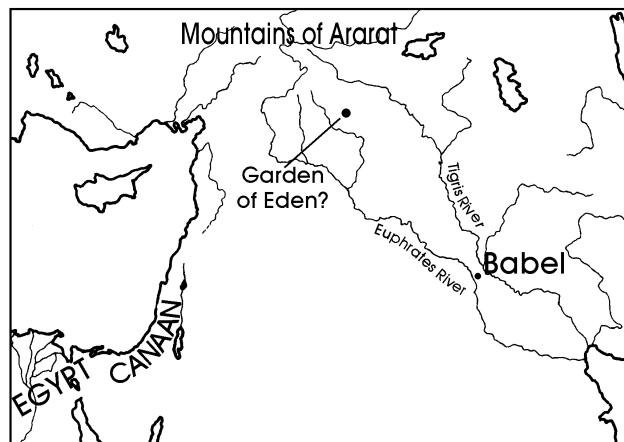 Mountains of Ararat
Garden
of Eden?
Tigris River
Euphrates River
Babel
CANAAN
EGYPT